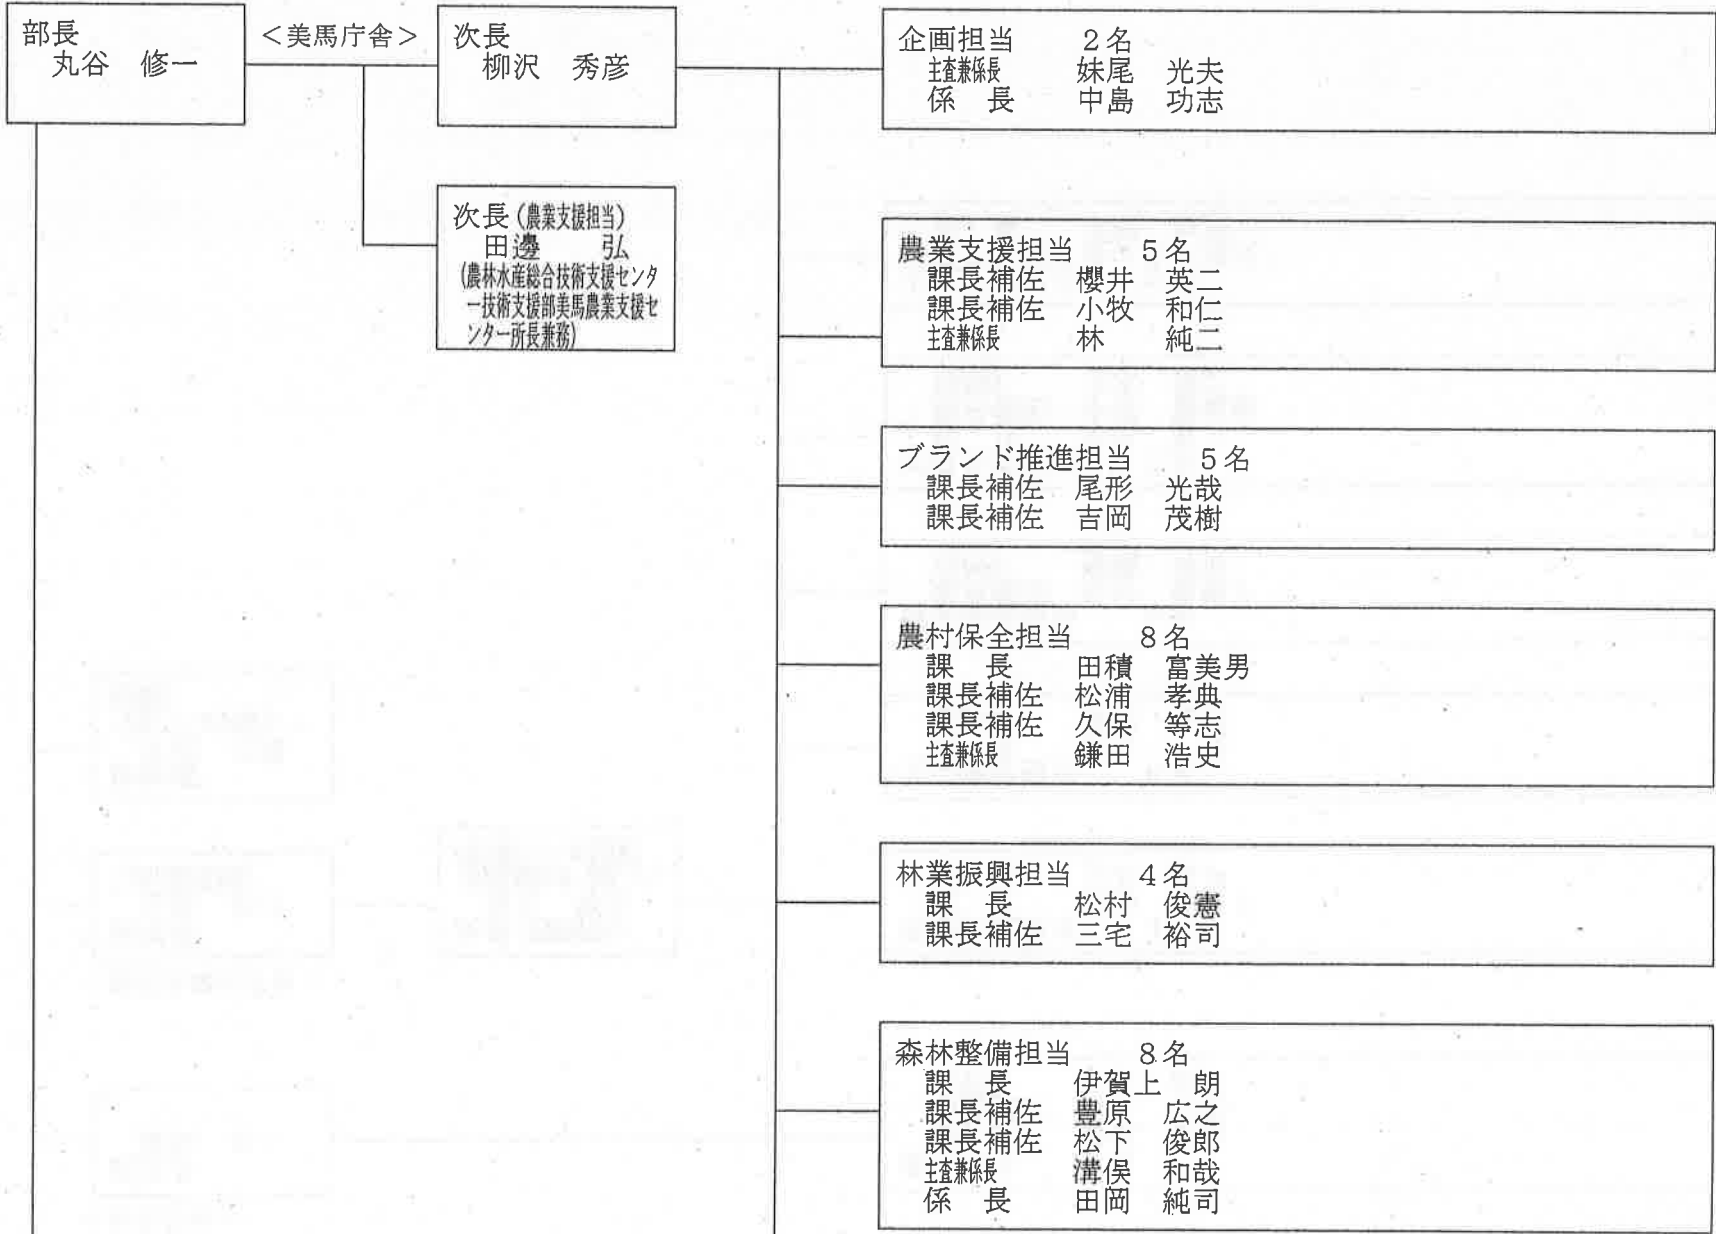 部長
丸谷　修一
＜美馬庁舎＞
次長
柳沢　秀彦
次長（農業支援担当）
田邊　　弘
（農林水産総合技術支援センタ
ー技術支援部美馬農業支援セ
ンター所長兼務）
企画担当　　２名
主査兼係長　　妹尾　光夫
係　長　　中島　功志
農業支援担当　　５名
課長補佐　櫻井　英二
課長補佐　小牧　和仁
主査兼係長　　林　　純二
ブランド推進担当　　５名
課長補佐　尾形　光哉
課長補佐　吉岡　茂樹
農村保全担当　　８名
課　長　　田積　富美男
課長補佐　松浦　孝典
課長補佐　久保　等志
主査兼係長　　鎌田　浩史
林業振興担当　　４名
課　長　　松村　俊憲
課長補佐　三宅　裕司
森林整備担当　　８名
課　長　　伊賀上　朗
課長補佐　豊原　広之
課長補佐　松下　俊郎
主査兼係長　　溝俣　和哉
係　長　　田岡　純司